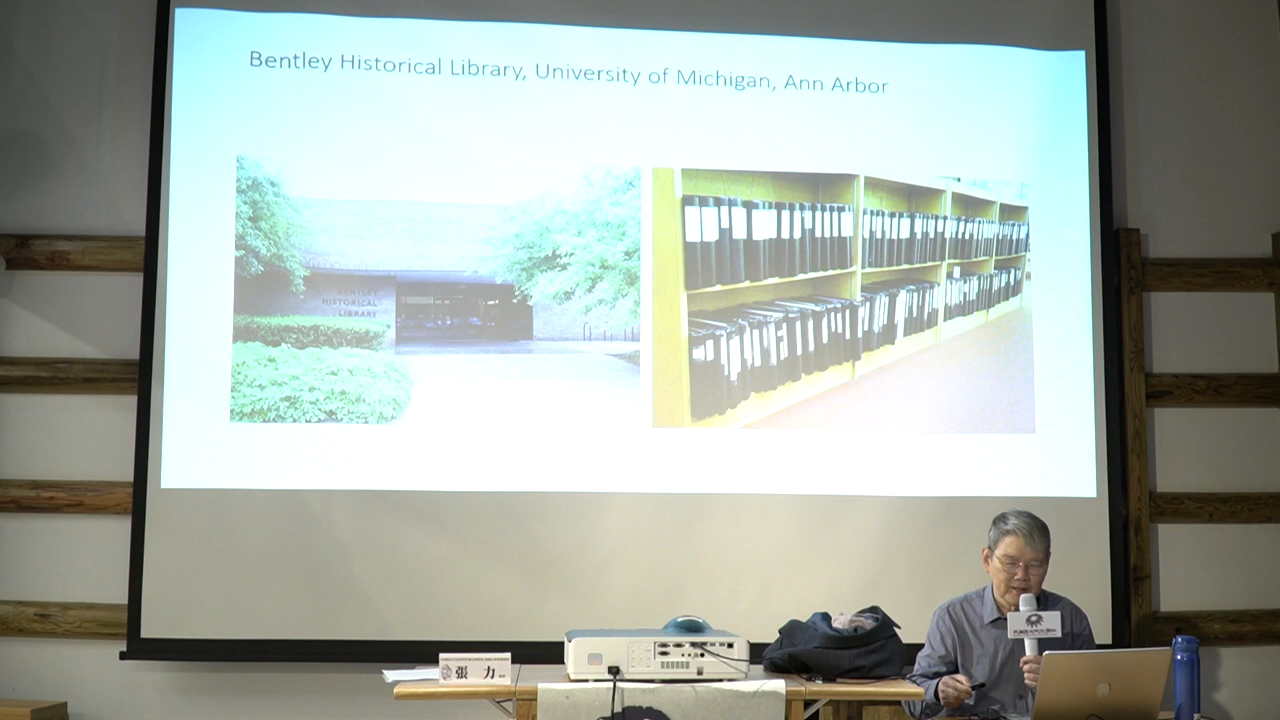 Bentley Historical Library, University of Michigan, Ann Arbor
BENTLEY
HISTORICAL
LIBRARY
張 力